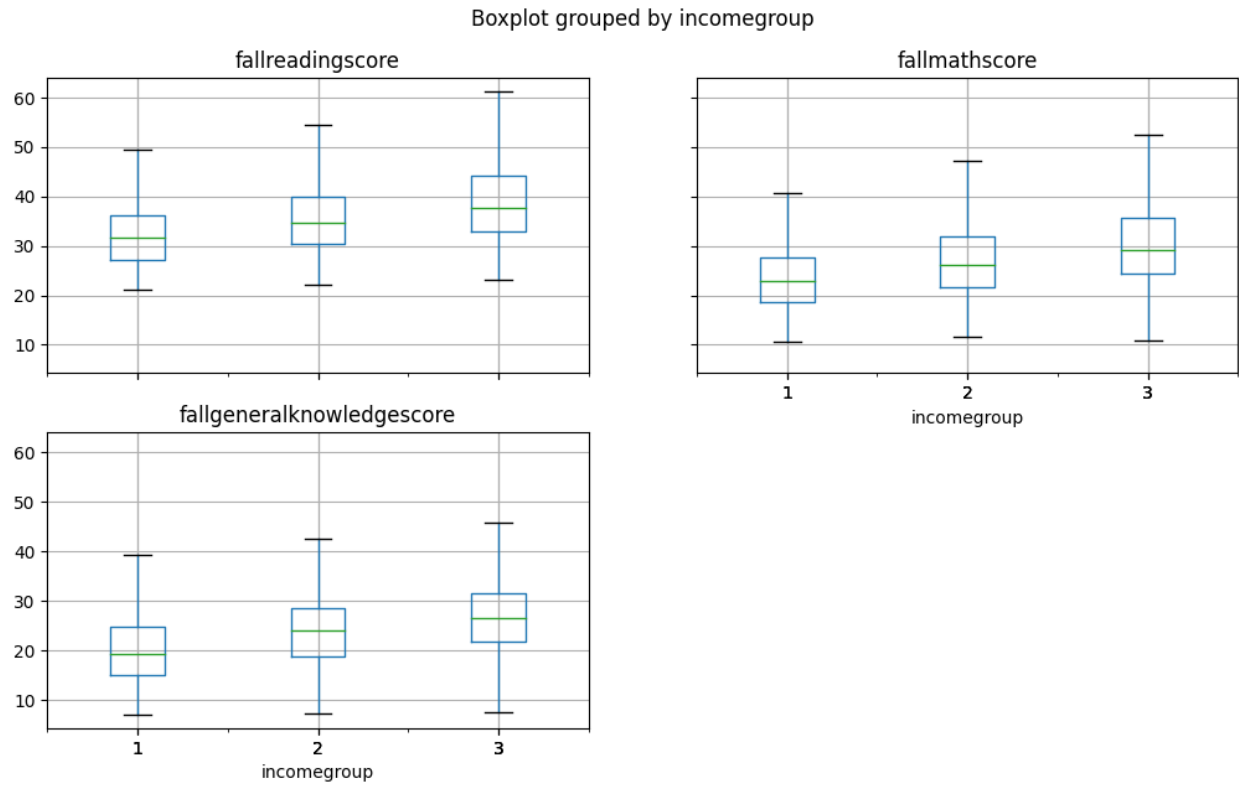 Boxplot grouped by incomegroup
fallreadingscore
60
50
40
30
20
10
fallmathscore
1 2 3
incomegroup
fallgeneralknowledgescore
60
50
40
30
20
10
1 2 3
incomegroup